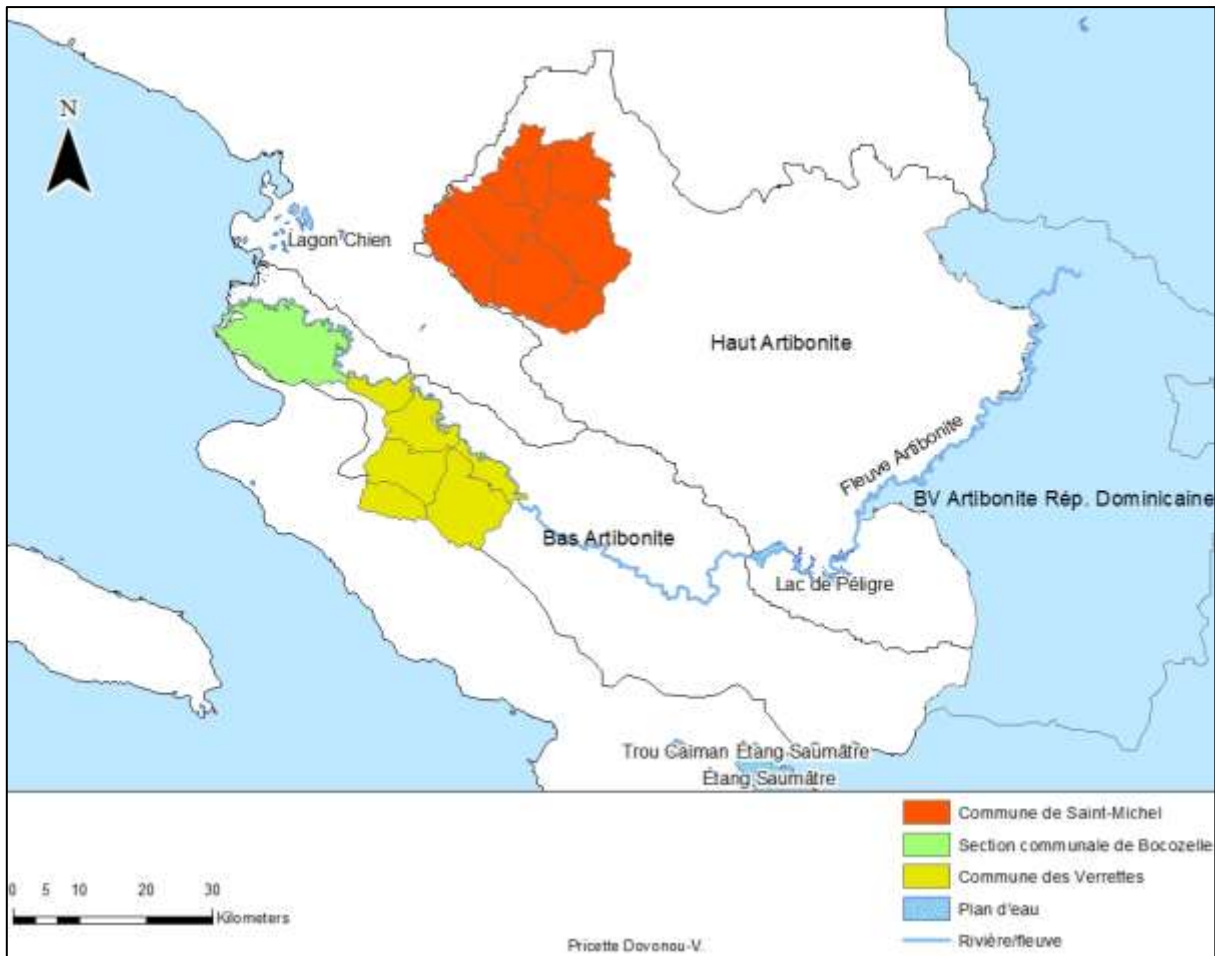 N
Lagon Chien
Haut Artibonite
Fleuve Artibonite
BV Artibonite Rép. Dominicaine
Bas Artibonite
Lac de Péligre
Trou Caiman Étang Saumâtre
Étang Saumâtre
Commune de Saint-Michel
Section communale de Bocozelle
Commune des Verrettes
Plan d'eau
Rivière/fleuve
0 5 10 20 30
Kilometers
Pricette Dovonou-V.